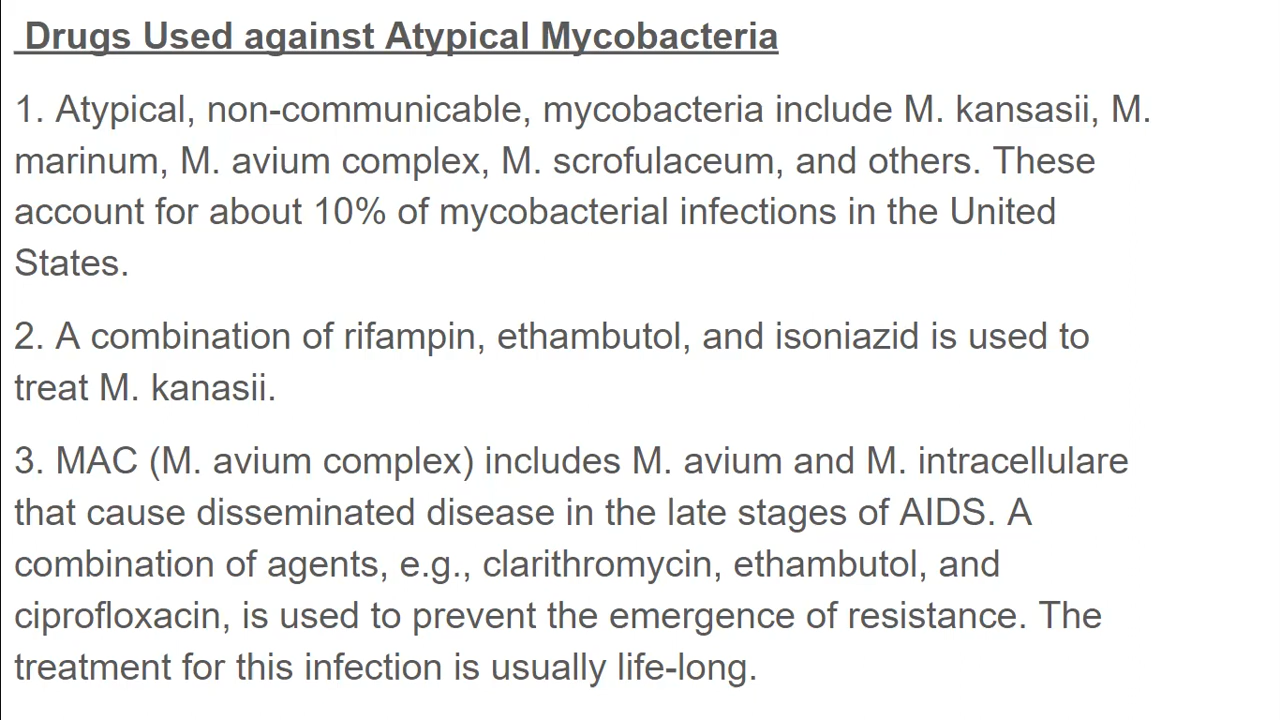 Drugs Used against Atypical Mycobacteria
1. Atypical, non-communicable, mycobacteria include M. kansasii, M.
marinum, M. avium complex, M. scrofulaceum, and others. These
account for about 10% of mycobacterial infections in the United
States.
2. A combination of rifampin, ethambutol, and isoniazid is used to
treat M. kanasii.
3. MAC (M. avium complex) includes M. avium and M. intracellulare
that cause disseminated disease in the late stages of AIDS. A
combination of agents, e.g., clarithromycin, ethambutol, and
ciprofloxacin, is used to prevent the emergence of resistance. The
treatment for this infection is usually life-long.